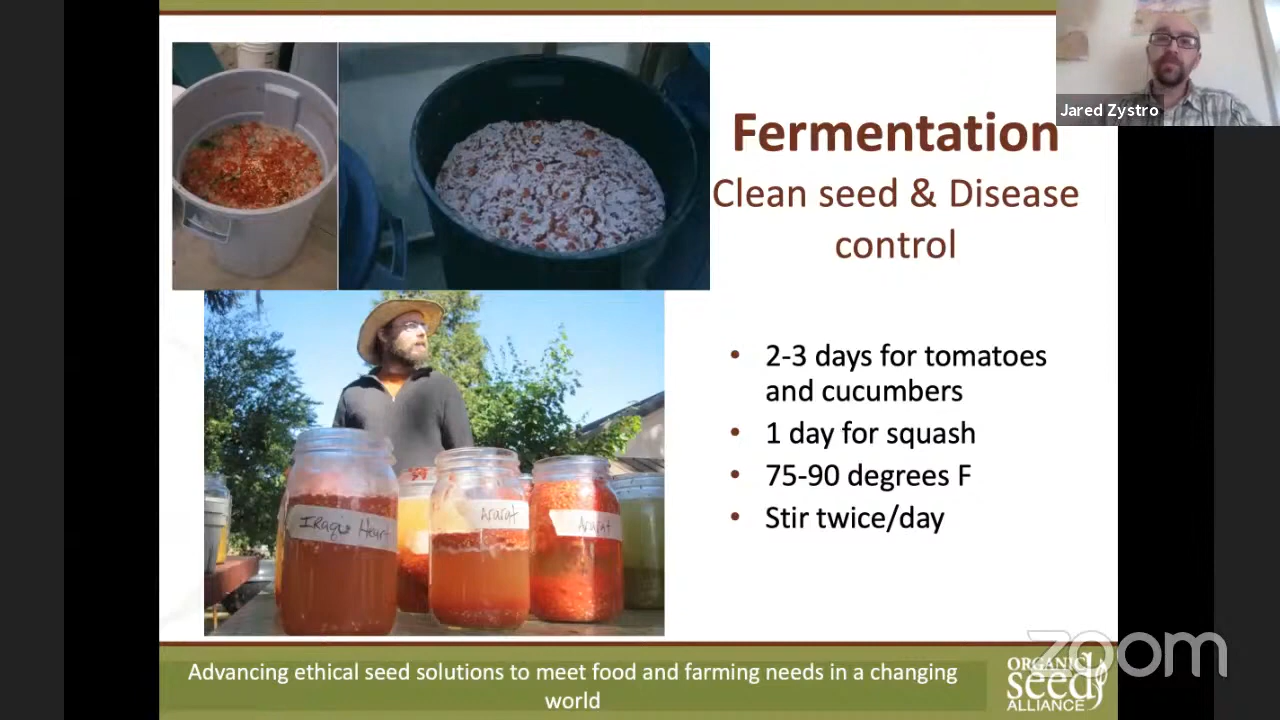 Jared Zystro
Fermentation
Clean seed & Disease
control
2-3 days for tomatoes
and cucumbers
1 day for squash
75-90 degrees F
Stir twice/day
IRaqi Heart
Ararat
Ararat
Advancing ethical seed solutions to meet food and farming needs in a changing
world
ORGANIC
seed
ALLIANCE
zoom